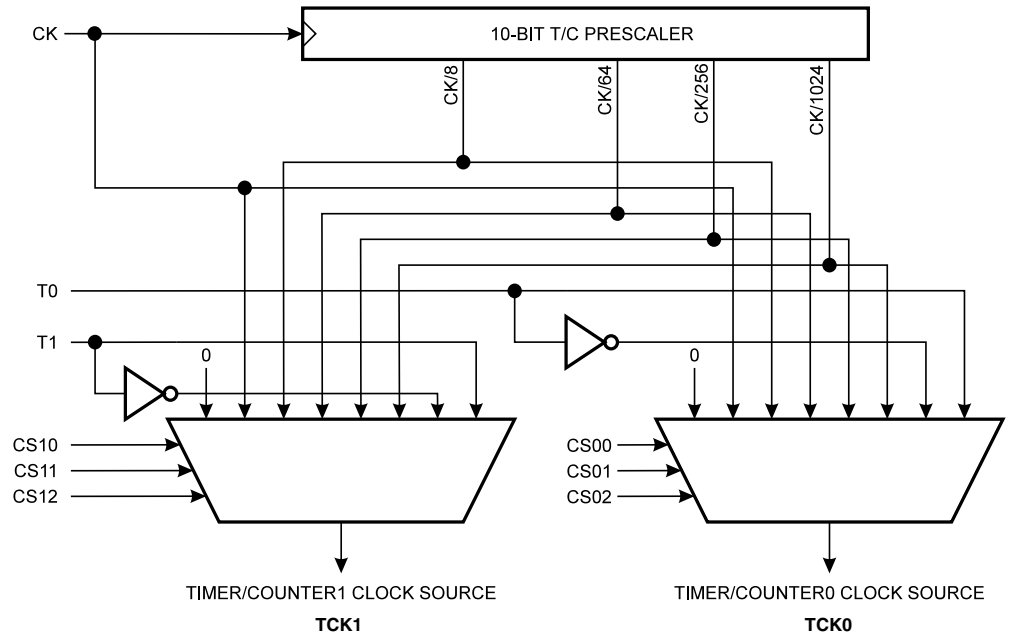 CK
10-BIT T/C PRESCALER
CK/8
CK/64
CK/256
CK/1024
T0
T1
0
0
CS10
CS11
CS12
CS00
CS01
CS02
TIMER/COUNTER1 CLOCK SOURCE
TCK1
TIMER/COUNTER0 CLOCK SOURCE
TCK0